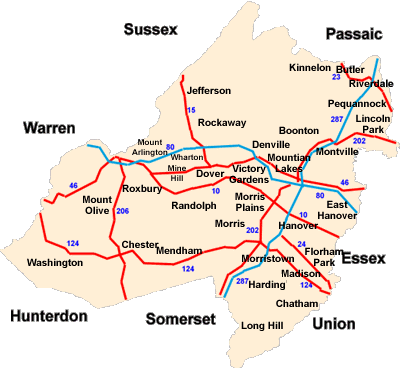 Sussex
Passaic
Kinnelon
Butler
23
Riverdale
Jefferson
Pequannock
15
287
Lincoln
Park
Rockaway
Boonton
Warren
202
Mount
Arlington
80
Denville
Montville
Wharton
Mountian
Lakes
Mine
Hill
Dover
Victory
Gardens
46
Roxbury
10
46
80
Mount
Olive
Randolph
Morris
Plains
East
Hanover
206
10
Morris
202
Hanover
124
Chester
Mendham
24
Florham
Park
Essex
Washington
124
Morristown
Madison
287
Harding
124
Chatham
Hunterdon
Somerset
Long Hill
Union